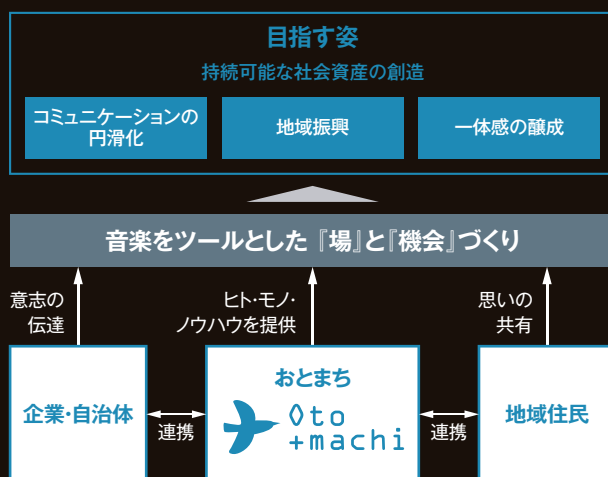 目指す姿
持続可能な社会資産の創造
コミュニケーションの
円滑化
地域振興
一体感の醸成
音楽をツールとした『場』と『機会』づくり
意志の
伝達
ヒト・モノ・
ノウハウを提供
思いの
共有
企業・自治体
連携
おとまち
Oto
+machi
連携
地域住民